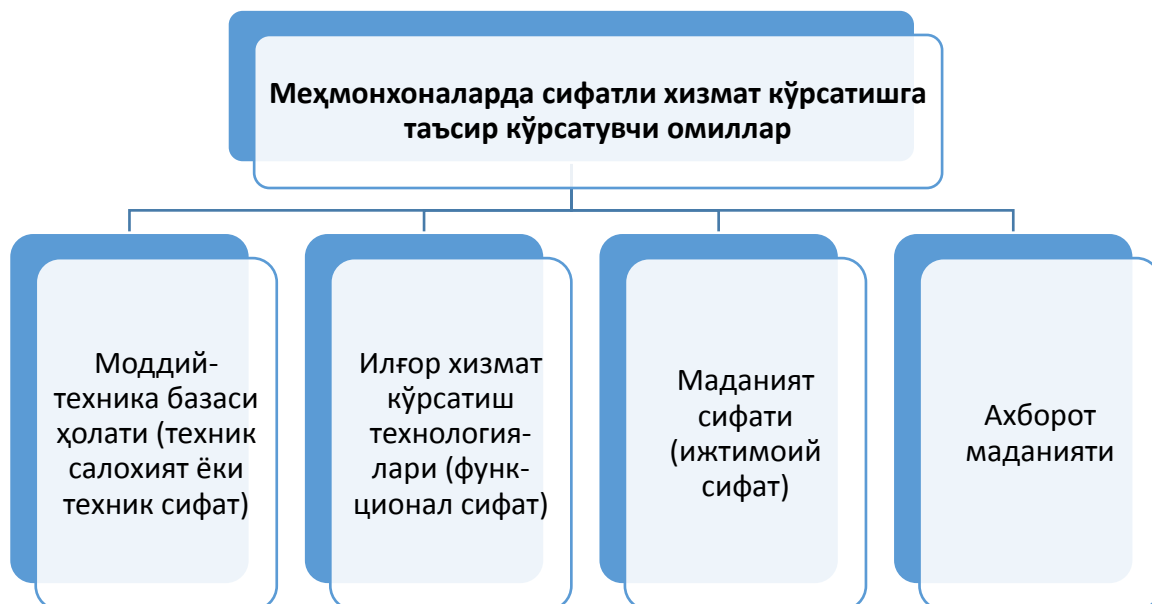 Меҳмонхоналарда сифатли хизмат кўрсатишга
таъсир кўрсатувчи омиллар
Моддий-
техника базаси
ҳолати (техник
салохият ёки
техник сифат)
Илғор хизмат
кўрсатиш
технология-
лари (функ-
ционал сифат)
Маданият
сифати
(ижтимоий
сифат)
Ахборот
маданияти